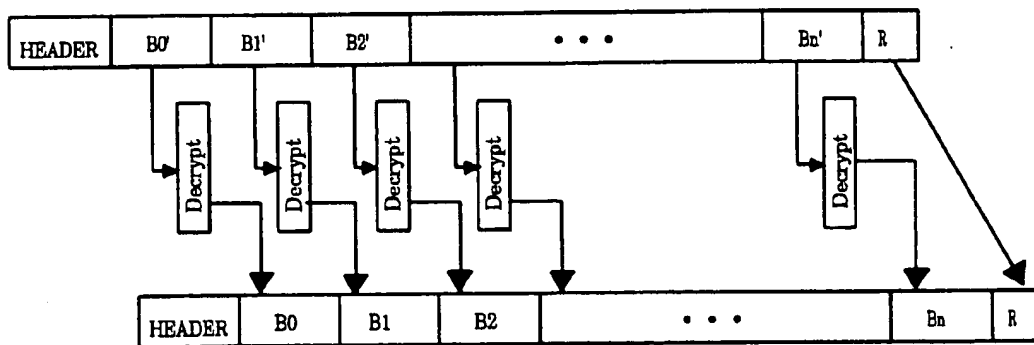 HEADER B0' B1' B2' • • • Bn' R
Decrypt Decrypt Decrypt Decrypt Decrypt
HEADER B0 B1 B2 • • • Bn R